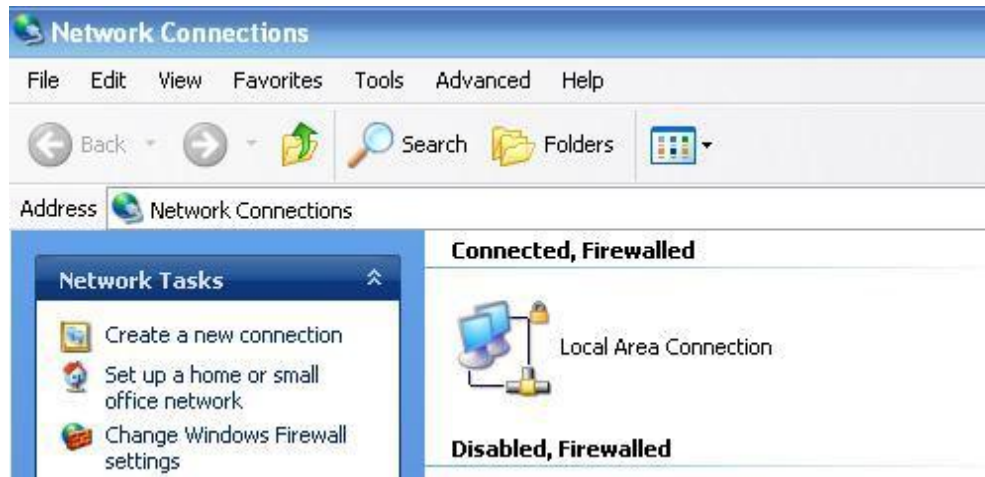 Network Connections
File Edit View Favorites Tools Advanced Help
Back Search Folders
Address Network Connections
Network Tasks
Create a new connection
Set up a home or small
office network
Change Windows Firewall
settings
Connected, Firewalled
Local Area Connection
Disabled, Firewalled